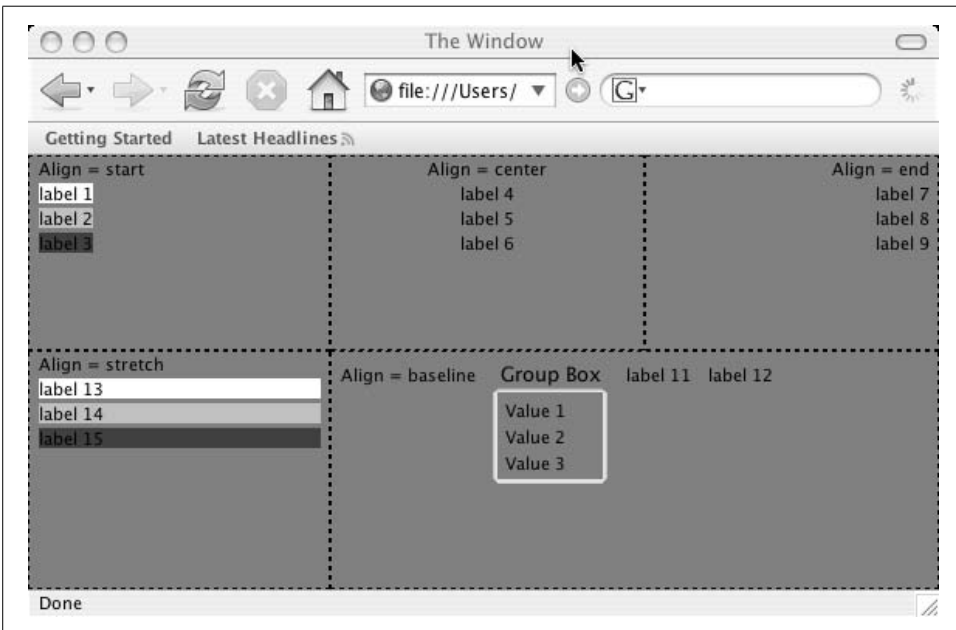 The Window
file:///Users/ G
Getting Started Latest Headlines
Align = start
label 1
label 2
label 3
Align = center
label 4
label 5
label 6
Align = end
label 7
label 8
label 9
Align = stretch
label 13
label 14
label 15
Align = baseline Group Box label 11 label 12
Value 1
Value 2
Value 3
Done